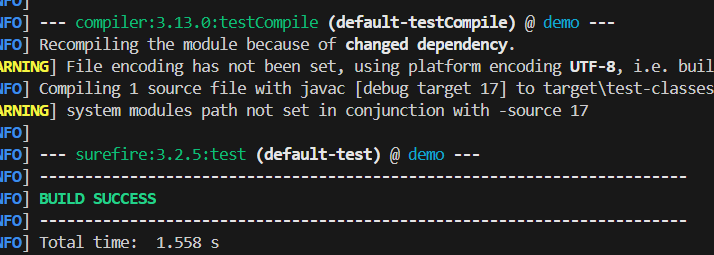 NFO] --- compiler:3.13.0:testCompile (default-testCompile) @ demo ---
NFO] Recompiling the module because of changed dependency.
ARNING] File encoding has not been set, using platform encoding UTF-8, i.e. buil
NFO] Compiling 1 source file with javac [debug target 17] to target\test-classes
ARNING] system modules path not set in conjunction with -source 17
NFO]
NFO] --- surefire:3.2.5:test (default-test) @ demo ---
NFO] ------------------------------------------------------------------------
NFO] BUILD SUCCESS
NFO] ------------------------------------------------------------------------
NFO] Total time:  1.558 s